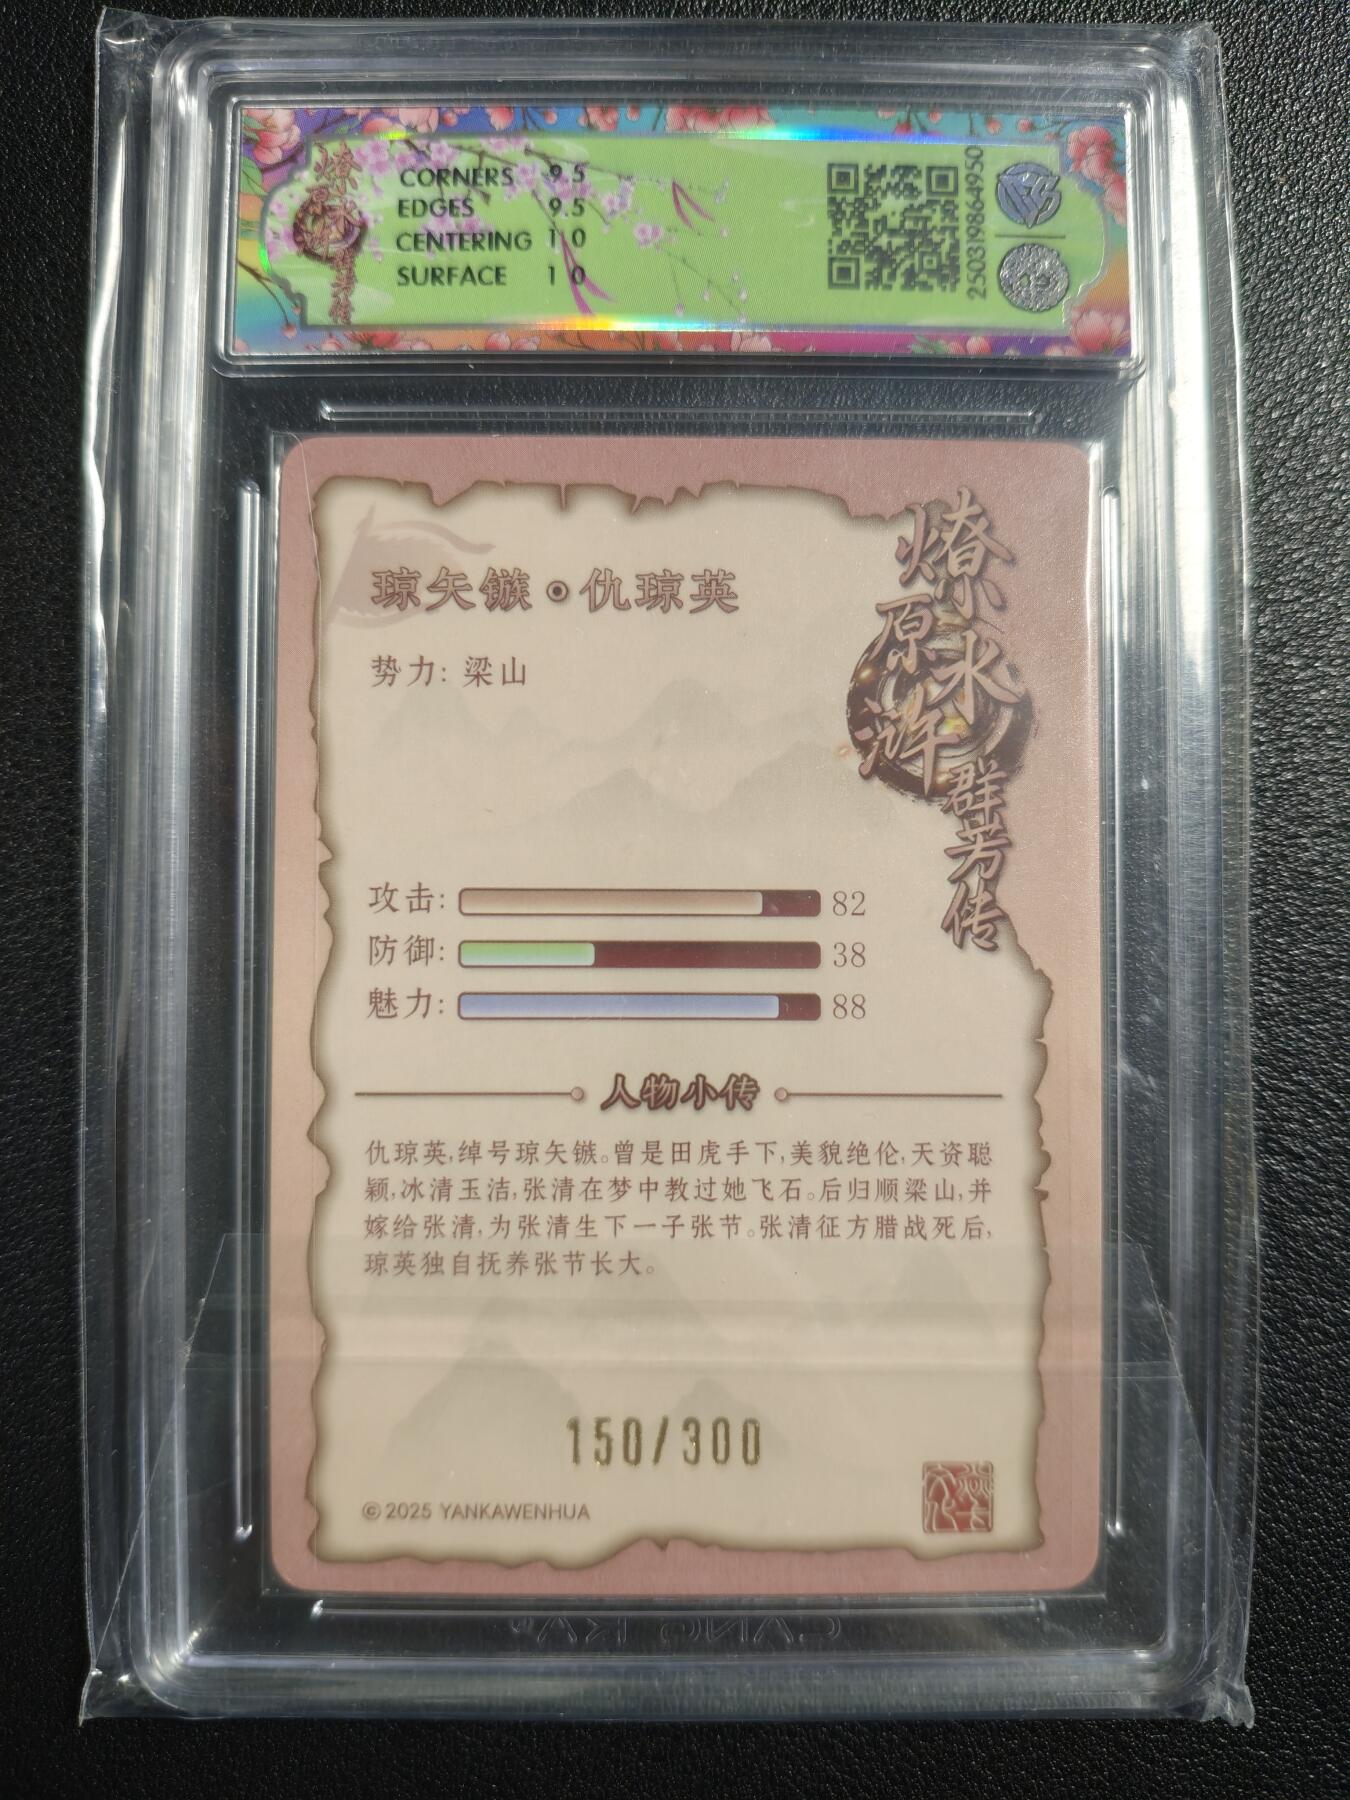 燎原水浒群芳传
CORNERS 9.5
EDGES 9.5
CENTERING 10
SURFACE 10
2503198864950
燎原水浒群芳传
琼矢镞·仇琼英
势力: 梁山
攻击: 82
防御: 38
魅力: 88
人物小传
仇琼英,绰号琼矢镞。曾是田虎手下,美貌绝伦,天资聪
颖,冰清玉洁,张清在梦中教过她飞石。后归顺梁山,并
嫁给张清,为张清生下一子张节。张清征方腊战死后,
琼英独自抚养张节长大。
150/300
© 2025 YANKAWENHUA